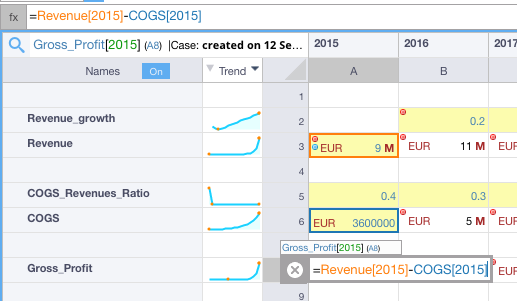 fx =Revenue[2015]-COGS[2015]
Gross_Profit[2015] (A8) |Case: created on 12 Se... 2015 2016 2017
Names On Trend A B
1
Revenue_growth 2 0.2
Revenue 3 EUR 9 M EUR 11 M EUR
4
COGS_Revenues_Ratio 5 0.4 0.3
COGS 6 EUR 3600000 EUR 5 M EUR
Gross_Profit[2015] (A8)
Gross_Profit =Revenue[2015]-COGS[2015] EUR
9